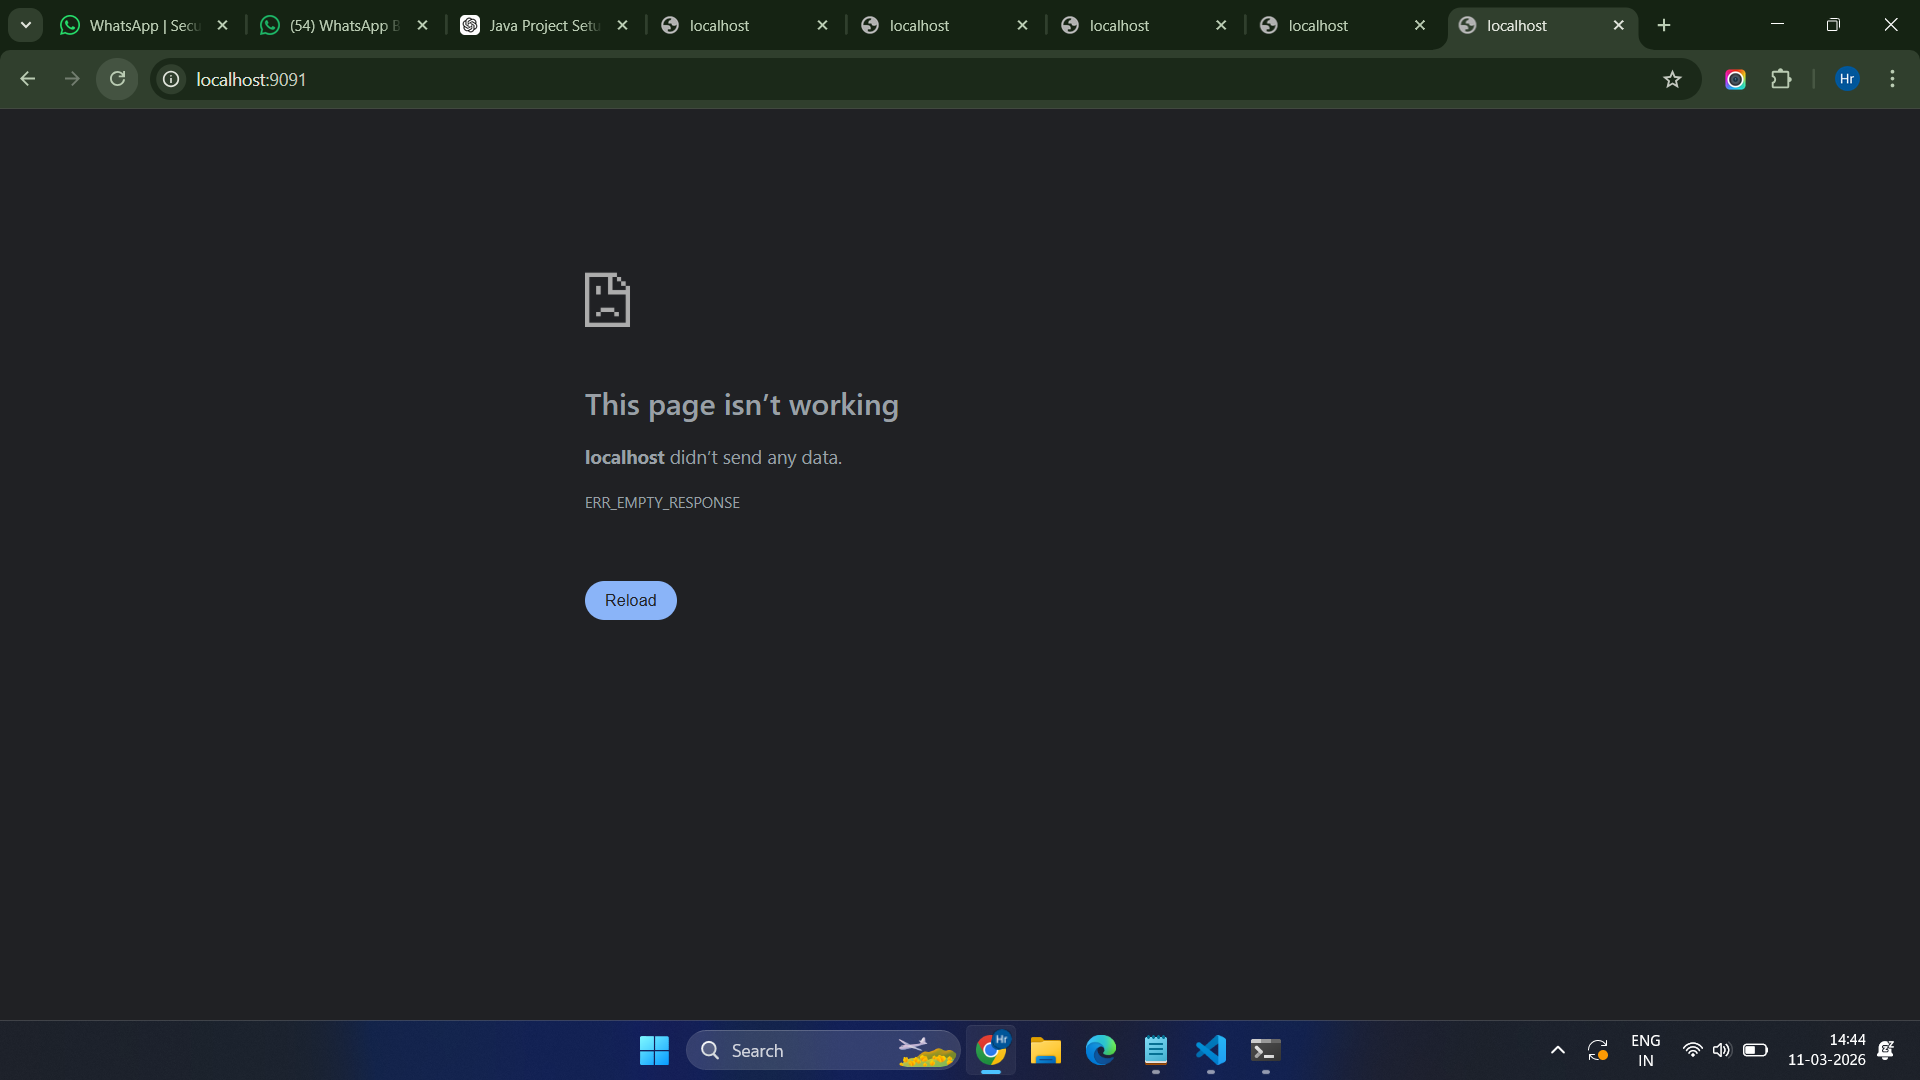 WhatsApp | Secu
(54) WhatsApp B
Java Project Setu
localhost
localhost
localhost
localhost
localhost
localhost:9091
Hr
This page isn’t working
localhost didn’t send any data.
ERR_EMPTY_RESPONSE
Reload
Search
Hr
ENG
IN
14:44
11-03-2026